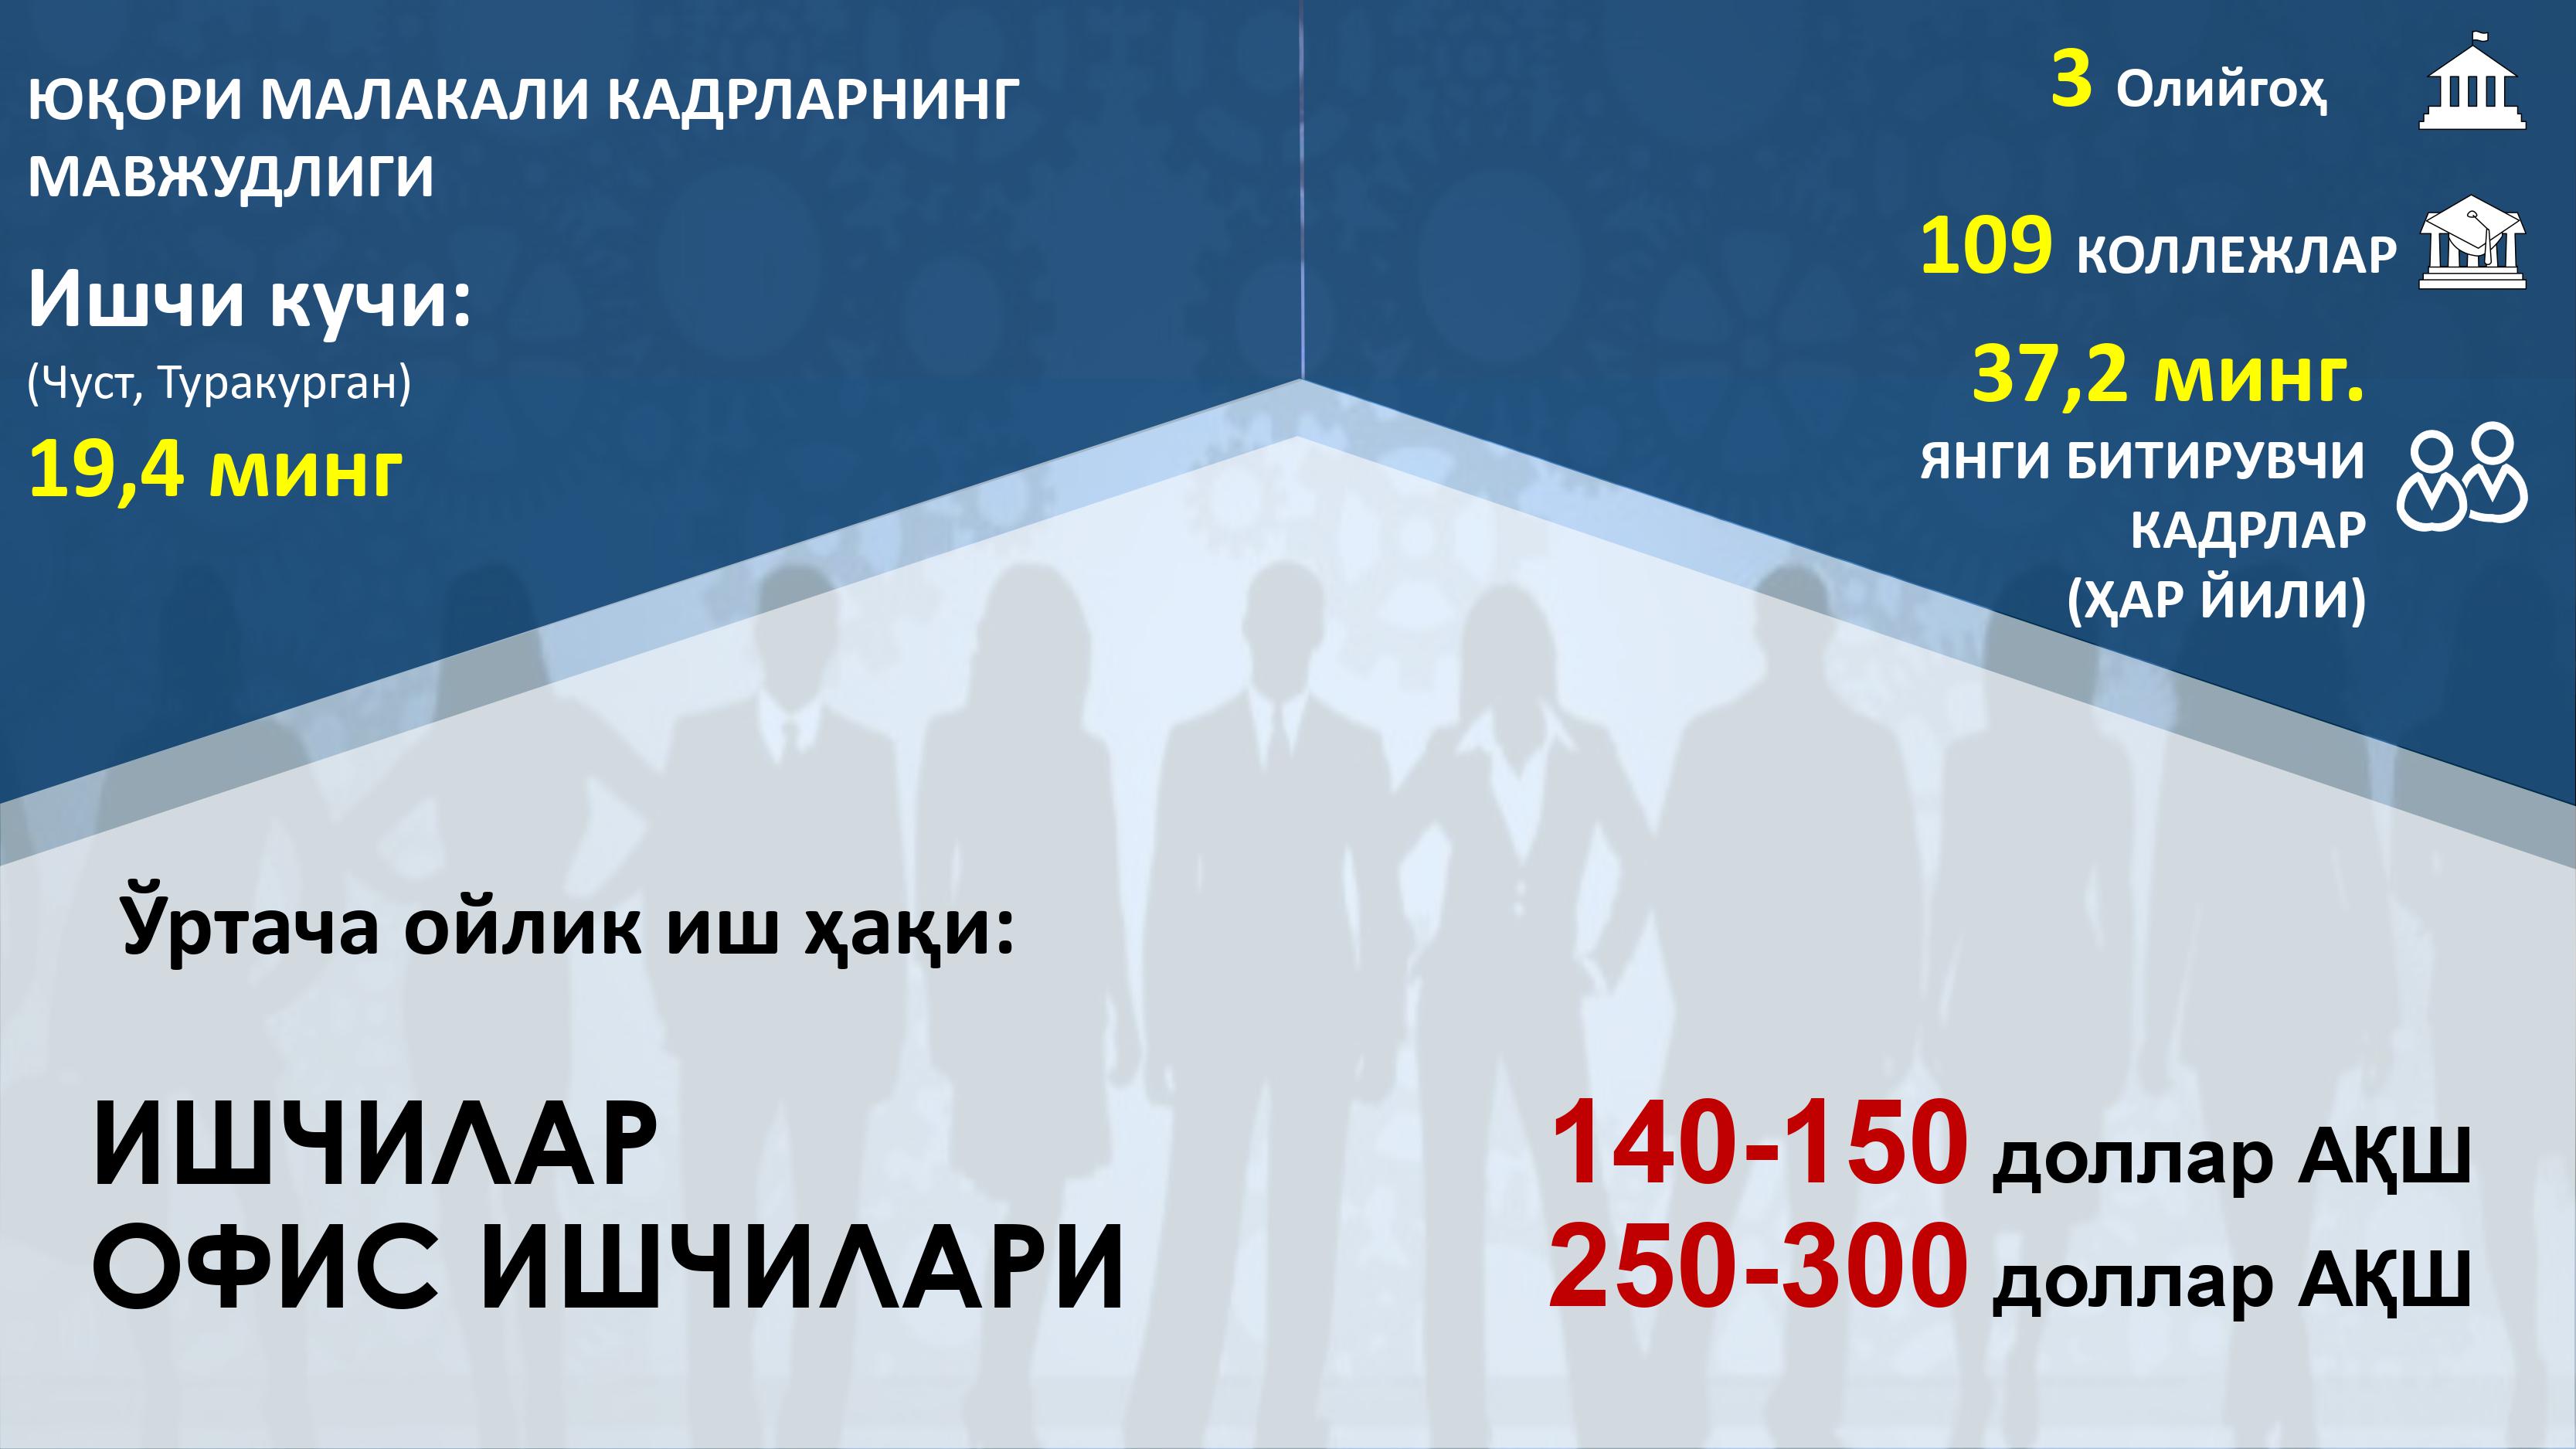 ЮҚОРИ МАЛАКАЛИ КАДРЛАРНИНГ
МАВЖУДЛИГИ
Ишчи кучи:
(Чуст, Туракурган)
19,4 минг
3 Олийгоҳ
109 КОЛЛЕЖЛАР
37,2 минг.
ЯНГИ БИТИРУВЧИ
КАДРЛАР
(ҲАР ЙИЛИ)
Ўртача ойлик иш ҳақи:
ИШЧИЛАР 140-150 доллар АҚШ
ОФИС ИШЧИЛАРИ 250-300 доллар АҚШ